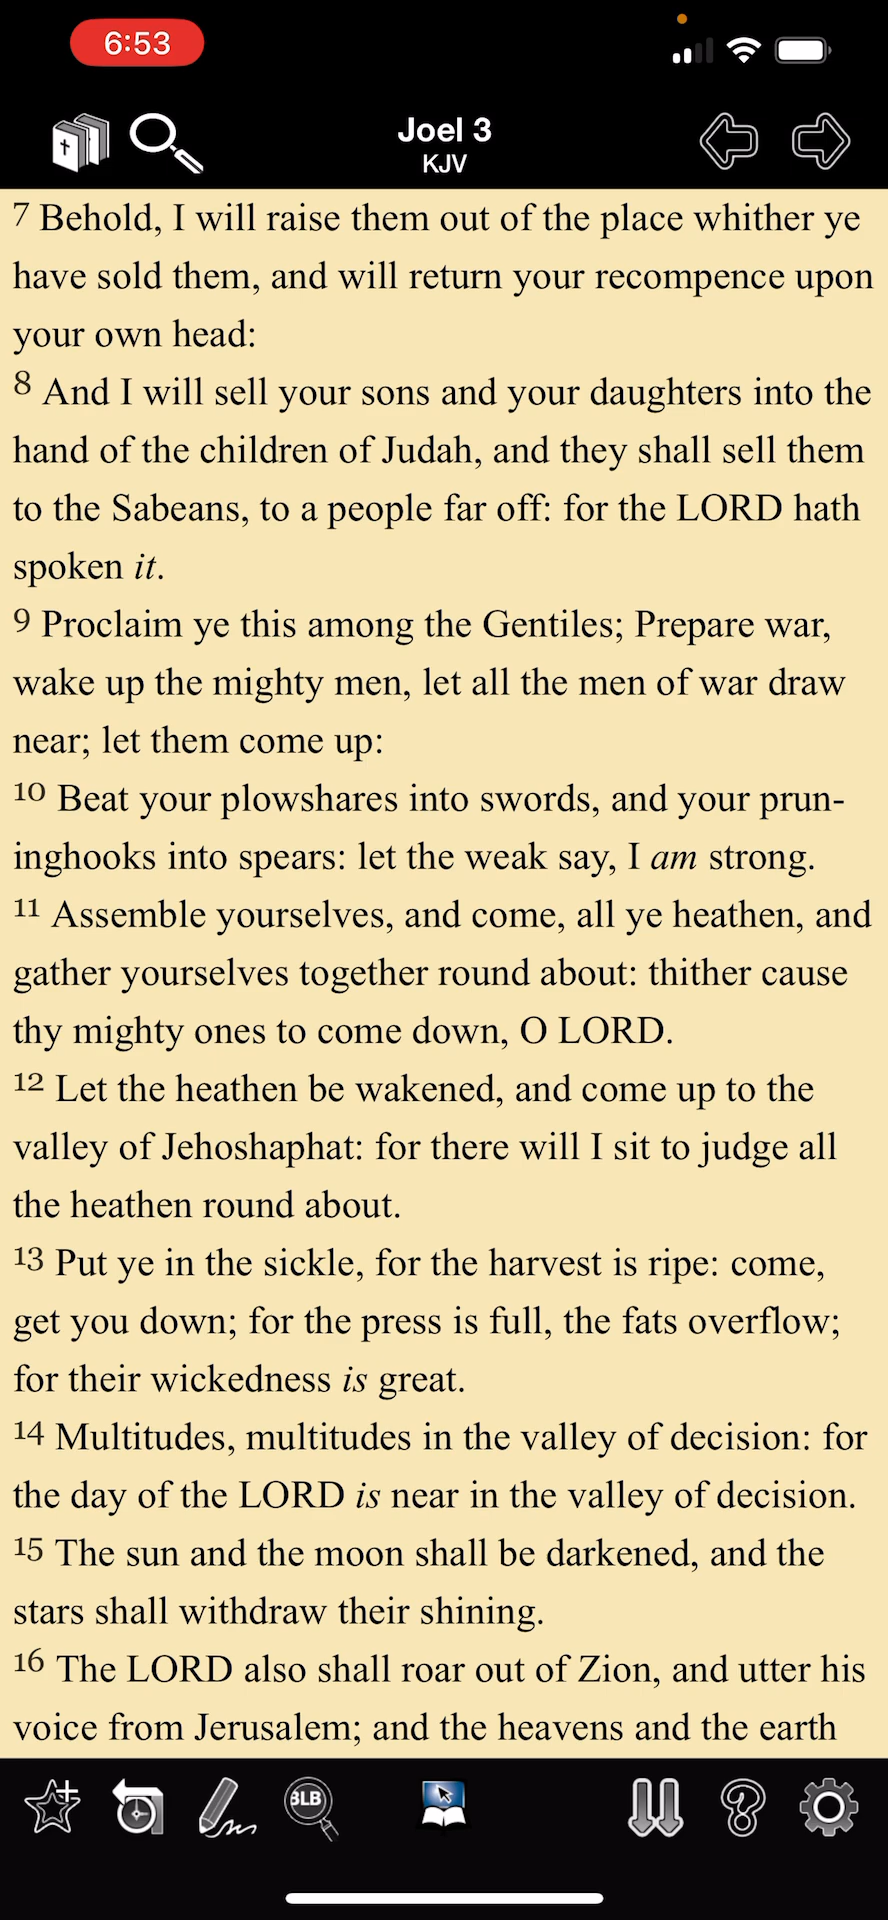 6:53
Joel 3
KJV
7 Behold, I will raise them out of the place whither ye
have sold them, and will return your recompence upon
your own head:
8 And I will sell your sons and your daughters into the
hand of the children of Judah, and they shall sell them
to the Sabeans, to a people far off: for the LORD hath
spoken it.
9 Proclaim ye this among the Gentiles; Prepare war,
wake up the mighty men, let all the men of war draw
near; let them come up:
10 Beat your plowshares into swords, and your prun-
inghooks into spears: let the weak say, I am strong.
11 Assemble yourselves, and come, all ye heathen, and
gather yourselves together round about: thither cause
thy mighty ones to come down, O LORD.
12 Let the heathen be wakened, and come up to the
valley of Jehoshaphat: for there will I sit to judge all
the heathen round about.
13 Put ye in the sickle, for the harvest is ripe: come,
get you down; for the press is full, the fats overflow;
for their wickedness is great.
14 Multitudes, multitudes in the valley of decision: for
the day of the LORD is near in the valley of decision.
15 The sun and the moon shall be darkened, and the
stars shall withdraw their shining.
16 The LORD also shall roar out of Zion, and utter his
voice from Jerusalem; and the heavens and the earth
BLB